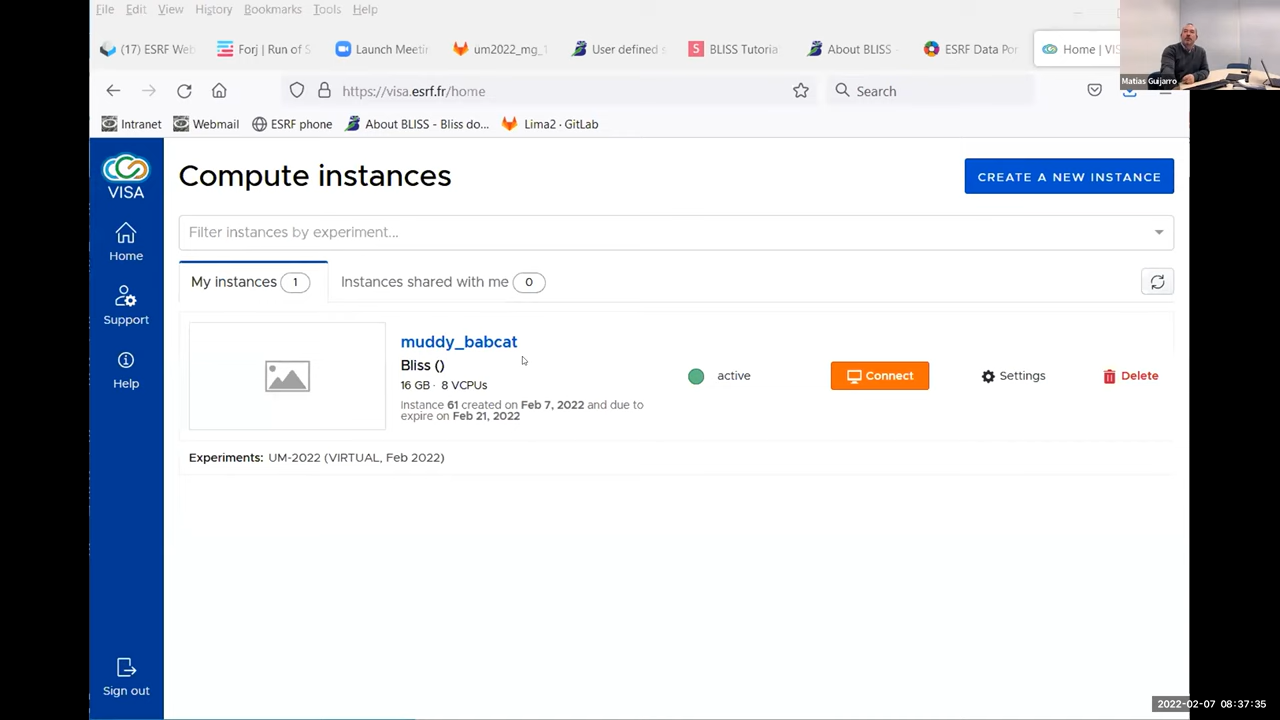 File Edit View History Bookmarks Tools Help
(17) ESRF Web Forj | Run of S Launch Meeti um2022_mg_1 User defined s BLISS Tutoria About BLISS ESRF Data Por Home | VIS
Matias Guijarro
https://visa.esrf.fr/home Search
Intranet Webmail ESRF phone About BLISS - Bliss do... Lima2 · GitLab
VISA
Home
Support
Help
Sign out
Compute instances
CREATE A NEW INSTANCE
Filter instances by experiment...
My instances 1 Instances shared with me 0
muddy_babcat
Bliss ()
16 GB · 8 VCPUs
Instance 61 created on Feb 7, 2022 and due to
expire on Feb 21, 2022
active Connect Settings Delete
Experiments: UM-2022 (VIRTUAL, Feb 2022)
2022-02-07 08:37:35